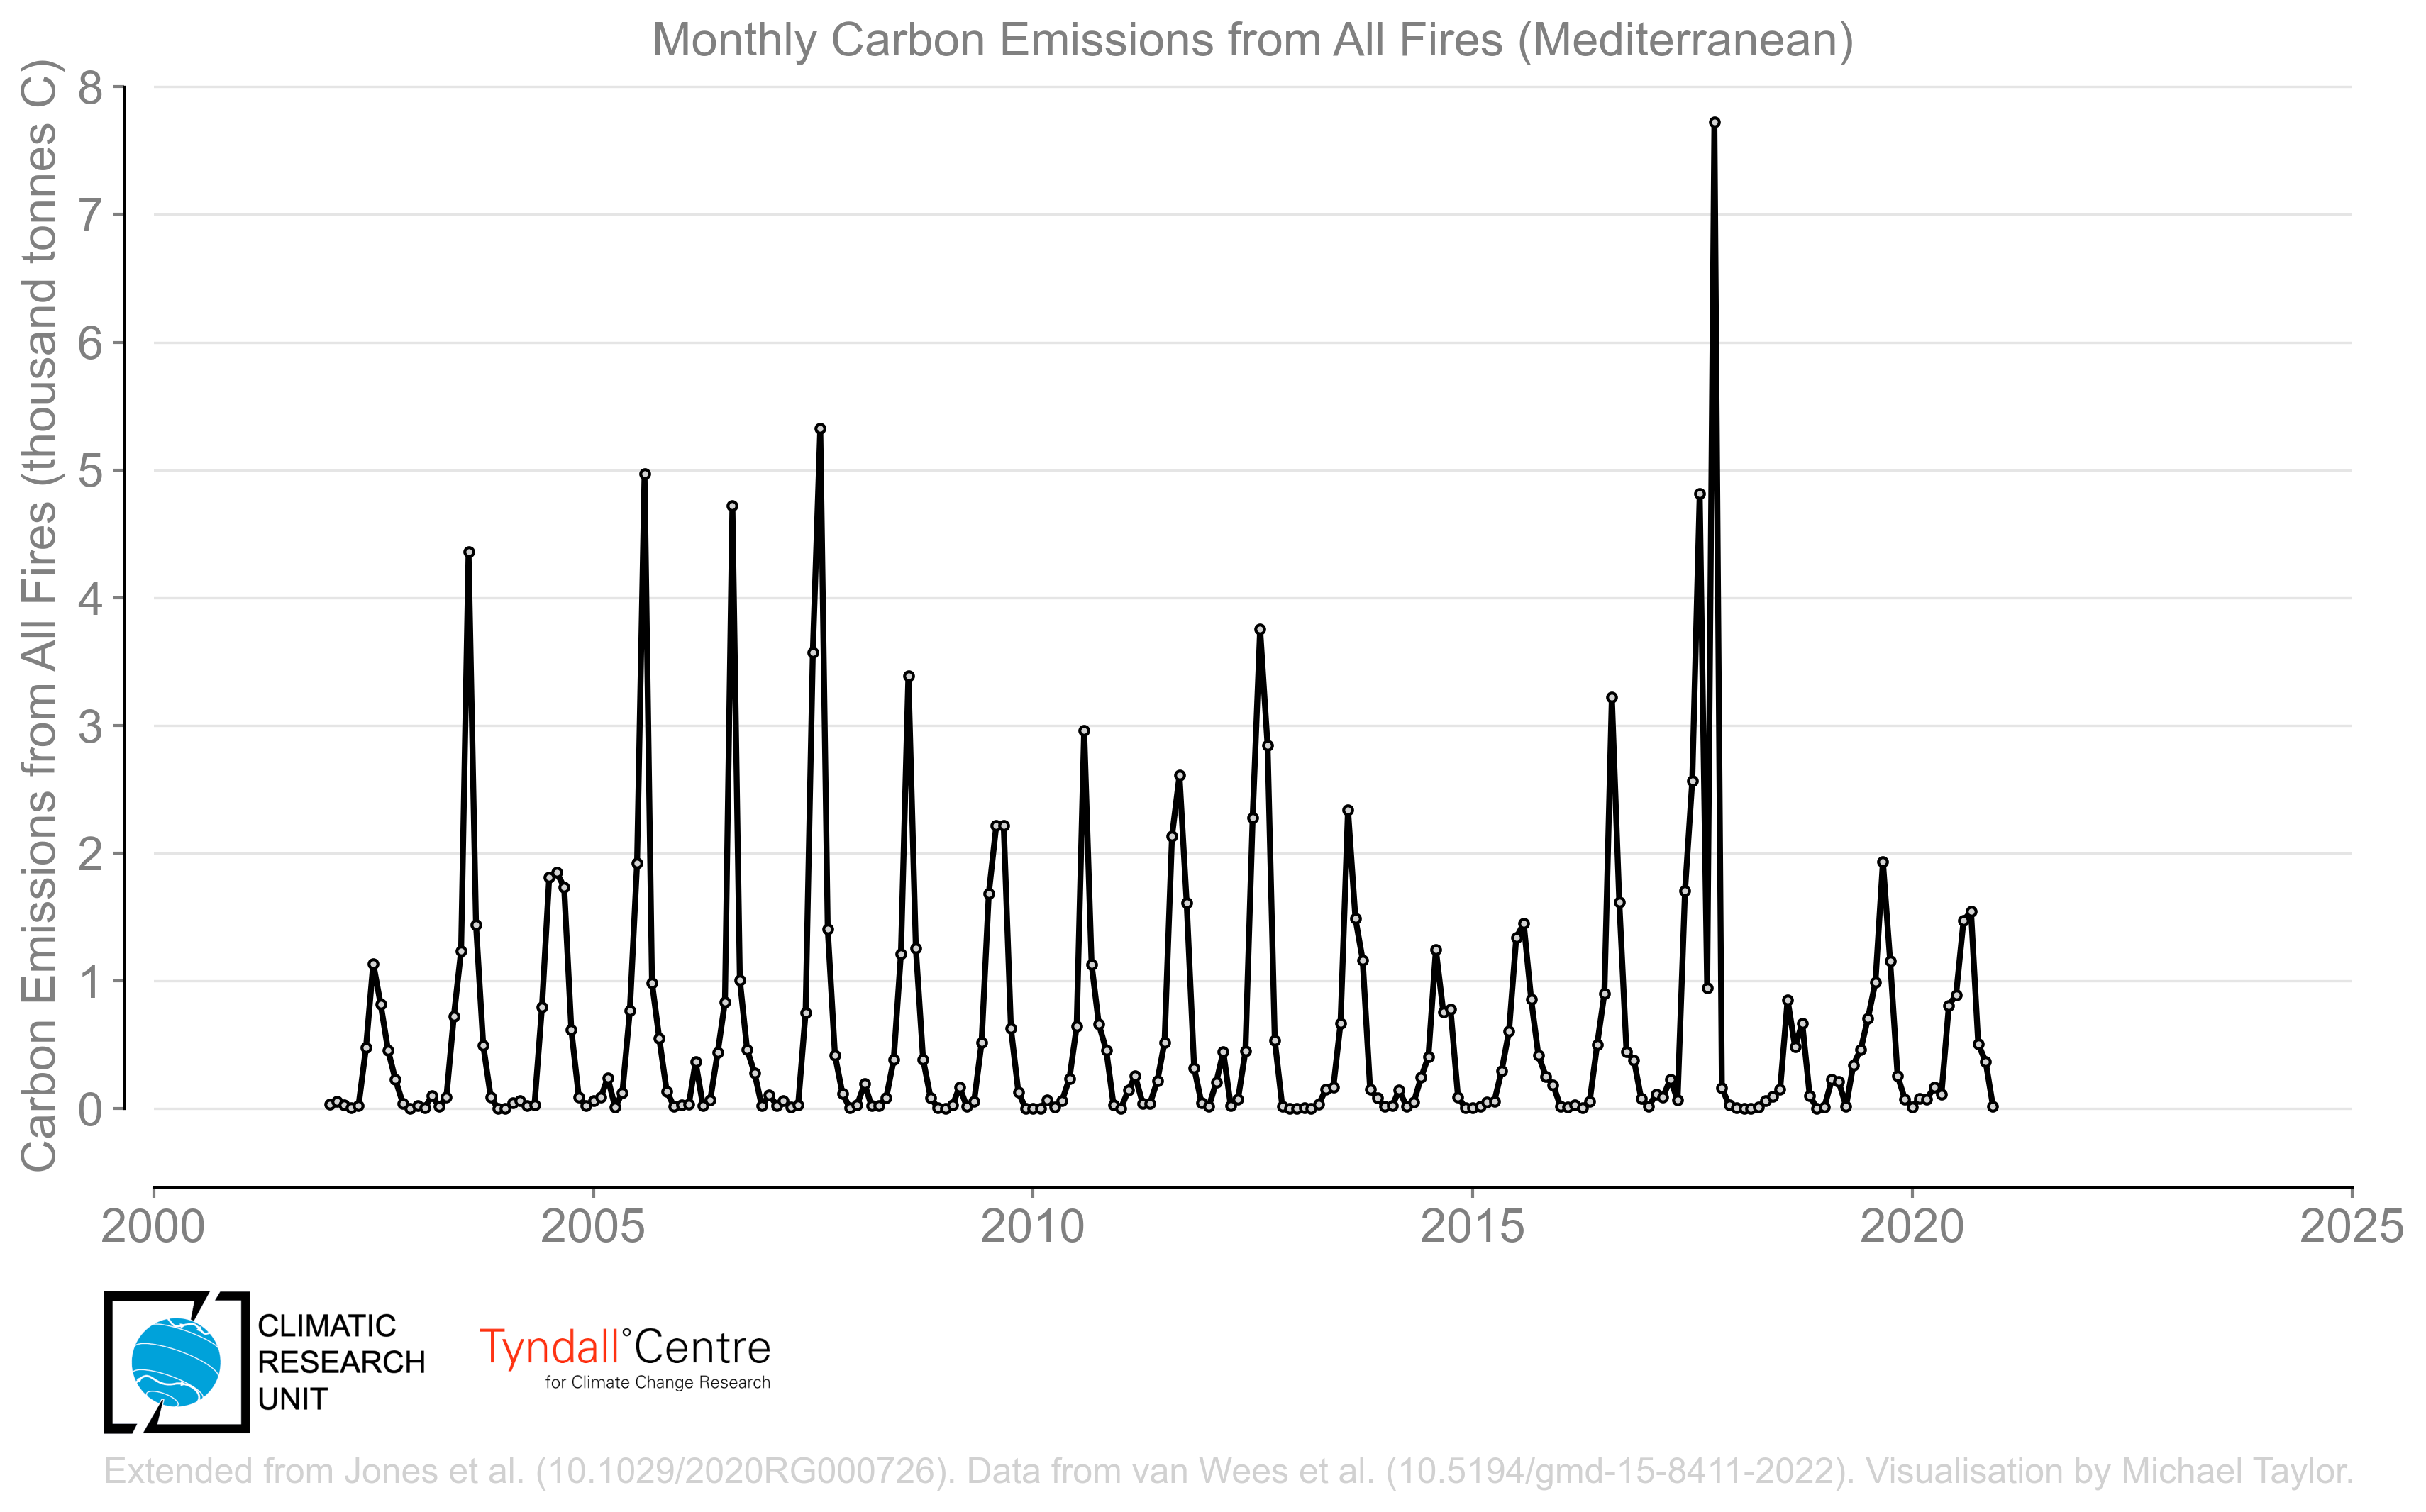 Monthly Carbon Emissions from All Fires (Mediterranean)
Carbon Emissions from All Fires (thousand tonnes C)
8
7
6
5
4
3
2
1
0
2000 2005 2010 2015 2020 2025
CLIMATIC
RESEARCH
UNIT
Tyndall°Centre
for Climate Change Research
Extended from Jones et al. (10.1029/2020RG000726). Data from van Wees et al. (10.5194/gmd-15-8411-2022). Visualisation by Michael Taylor.